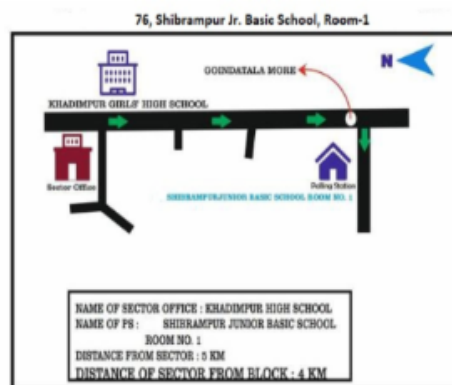 76, Shibrampur Jr. Basic School, Room-1
GOINDATALA MORE
N
KHADIMPUR GIRLS' HIGH SCHOOL
Sector Office
Polling Station
SHIBRAMPURJUNIOR BASIC SCHOOL ROOM NO. 1
NAME OF SECTOR OFFICE : KHADIMPUR HIGH SCHOOL
NAME OF PS : SHIBRAMPUR JUNIOR BASIC SCHOOL
ROOM NO. 1
DISTANCE FROM SECTOR : 5 KM
DISTANCE OF SECTOR FROM BLOCK : 4 KM